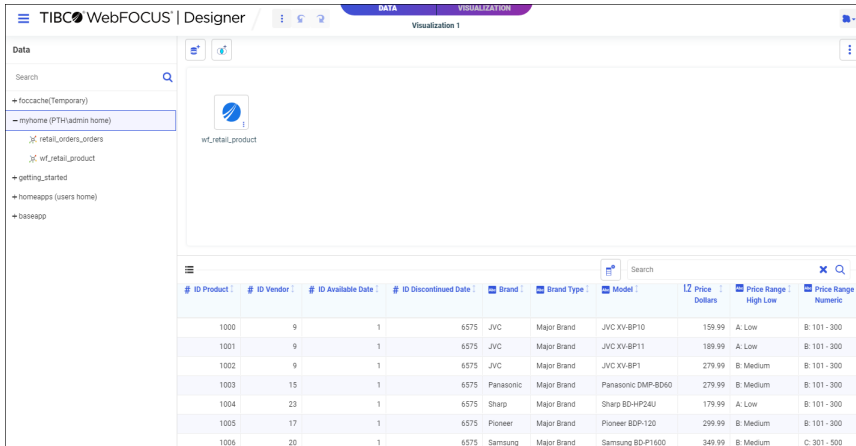 TIBCO WebFOCUS® | Designer
DATA VISUALIZATION
Visualization 1
Data
Search
foccache(Temporary)
myhome (PTH\admin home)
retail_orders_orders
wf_retail_product
getting_started
homeapps (users home)
baseapp
wf_retail_product
Search
# ID Product # ID Vendor # ID Available Date # ID Discontinued Date Abc Brand Abc Brand Type Abc Model 1.2 Price Dollars Abc Price Range High Low Abc Price Range Numeric
1000 9 1 6575 JVC Major Brand JVC XV-BP10 159.99 A: Low B: 101 - 300
1001 9 1 6575 JVC Major Brand JVC XV-BP11 189.99 A: Low B: 101 - 300
1002 9 1 6575 JVC Major Brand JVC XV-BP1 279.99 B: Medium B: 101 - 300
1003 15 1 6575 Panasonic Major Brand Panasonic DMP-BD60 279.99 B: Medium B: 101 - 300
1004 23 1 6575 Sharp Major Brand Sharp BD-HP24U 179.99 A: Low B: 101 - 300
1005 17 1 6575 Pioneer Major Brand Pioneer BDP-120 299.99 B: Medium B: 101 - 300
1006 20 1 6575 Samsung Major Brand Samsung BD-P1600 349.99 B: Medium C: 301 - 500